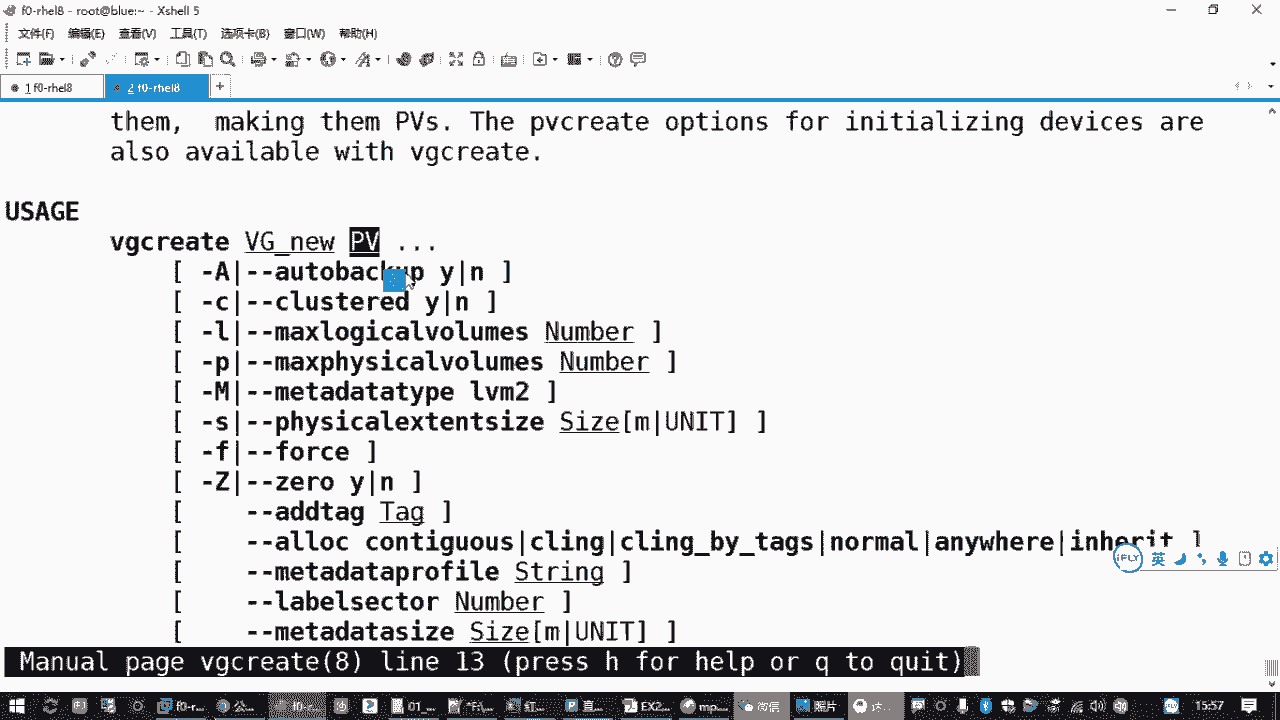 f0-rhel8 - root@blue:~ - Xshell 5
文件(F) 编辑(E) 查看(V) 工具(T) 选项卡(B) 窗口(W) 帮助(H)
1 f0-rhel8 2 f0-rhel8 +
them, making them PVs. The pvcreate options for initializing devices are
also available with vgcreate.
USAGE
vgcreate VG_new PV ...
[ -A|--autobackup y|n ]
[ -c|--clustered y|n ]
[ -l|--maxlogicalvolumes Number ]
[ -p|--maxphysicalvolumes Number ]
[ -M|--metadatatype lvm2 ]
[ -s|--physicalextentsize Size[m|UNIT] ]
[ -f|--force ]
[ -Z|--zero y|n ]
[ --addtag Tag ]
[ --alloc contiguous|cling|cling_by_tags|normal|anywhere|inherit ]
[ --metadataprofile String ]
iFLY 英
[ --labelsector Number ]
[ --metadatasize Size[m|UNIT] ]
Manual page vgcreate(8) line 13 (press h for help or q to quit)
f0-r... 公... f0-... 01_... 红... 直... EX2... mp... 微信 照片 15:57